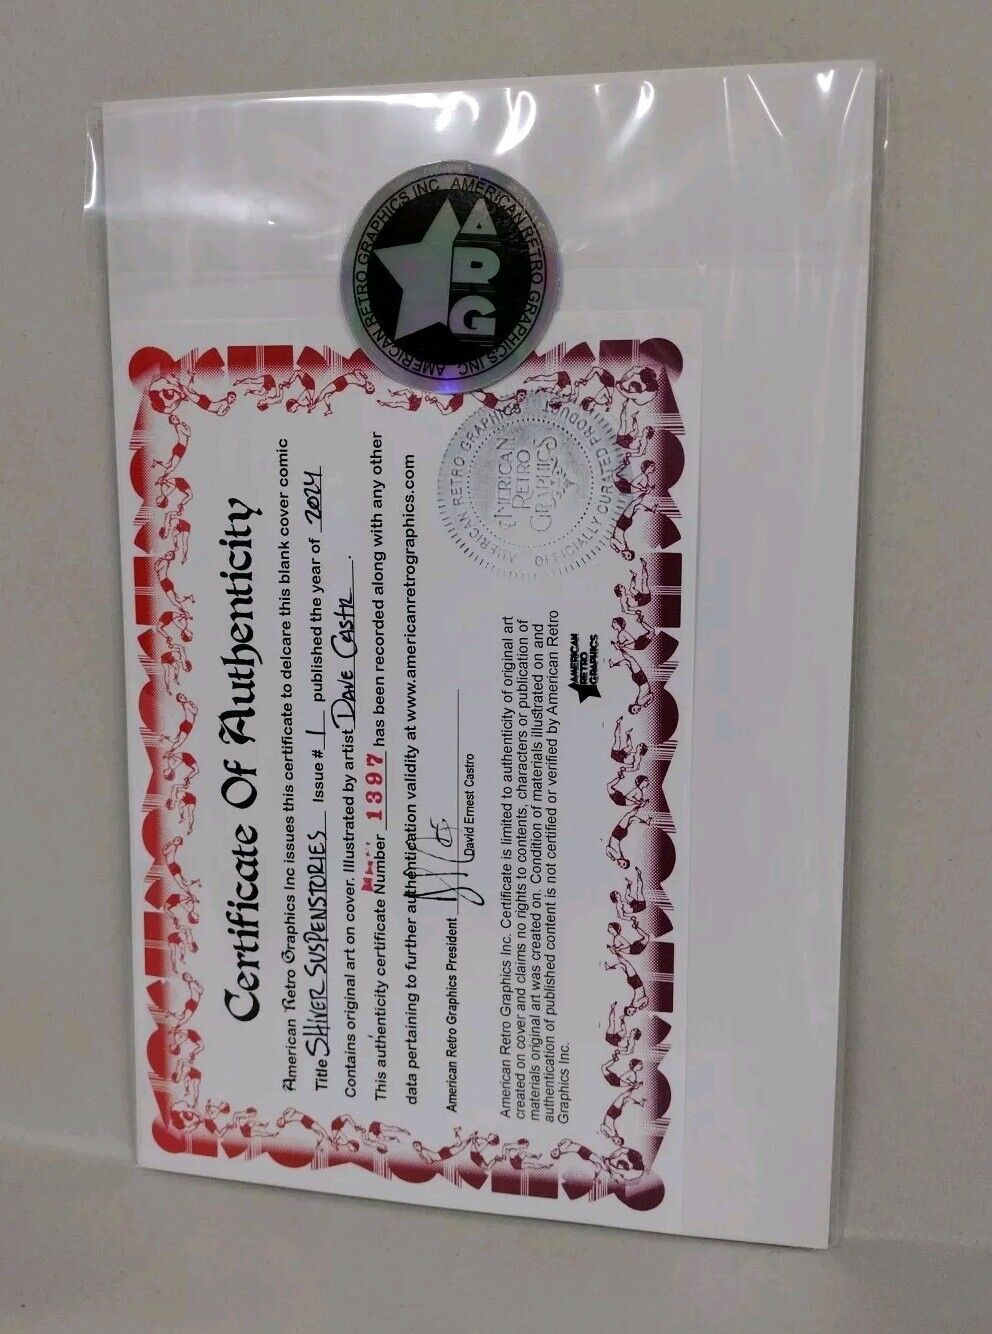 AMERICAN RETRO GRAPHICS INC. AMERICAN RETRO GRAPHICS INC.
ARG
Certificate Of Authenticity
American Retro Graphics Inc issues this certificate to delcare this blank cover comic
Title SHIVER SUSPENSTORIES Issue # 1 published the year of 2024
Contains original art on cover. Illustrated by artist DAVE CASTR.
This authenticity certificate Number 1397 has been recorded along with any other
data pertaining to further authentication validity at www.americanretrographics.com
American Retro Graphics President
David Ernest Castro
AMERICAN RETRO GRAPHICS
OFFICIALLY CURATED PRODUCT
AMERICAN
RETRO
GRAPHICS
American Retro Graphics Inc. Certificate is limited to authenticity of original art
created on cover and claims no rights to contents, characters or publication of
materials original art was created on. Condition of materials illustrated on and
authentication of published content is not certified or verified by American Retro
Graphics Inc.
AMERICAN
RETRO
GRAPHICS